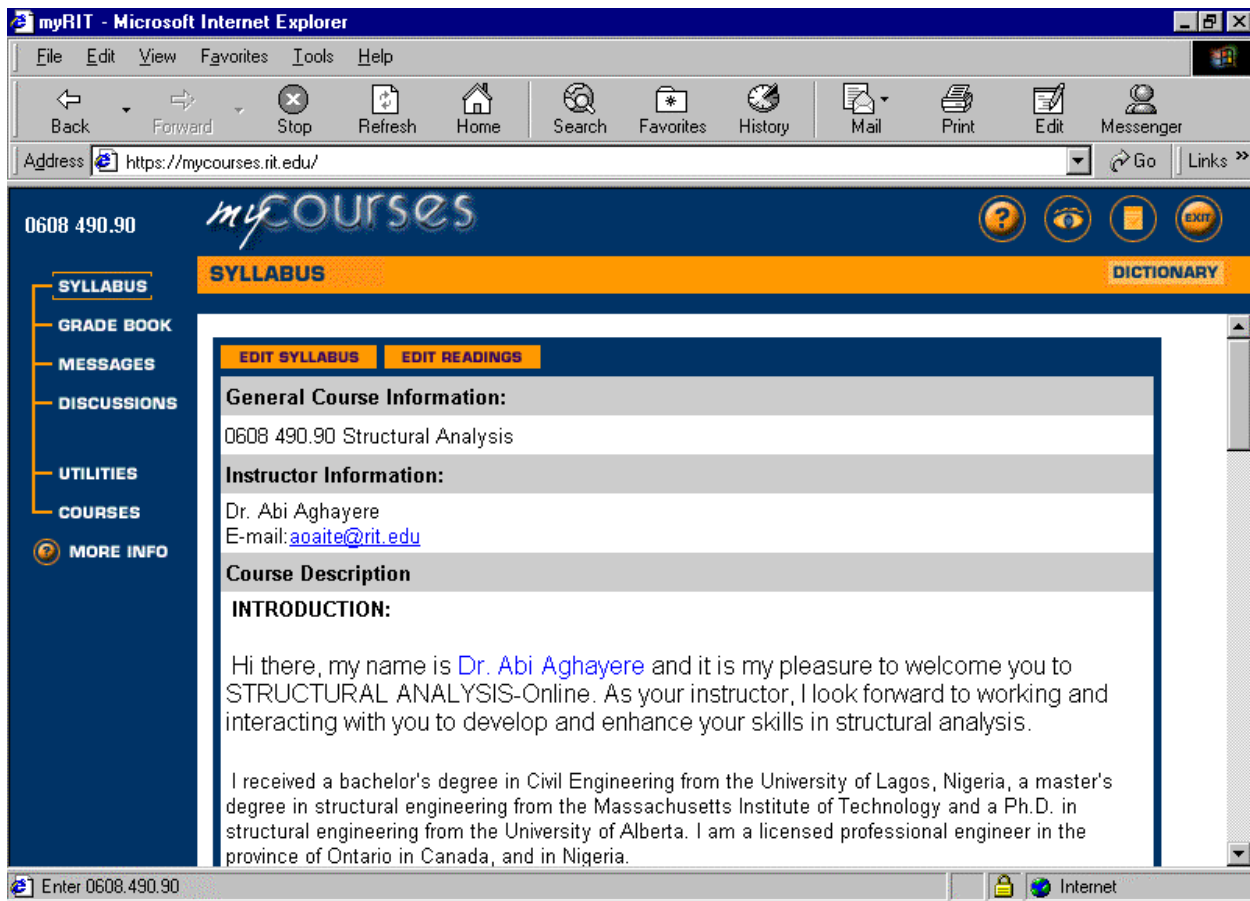 myRIT - Microsoft Internet Explorer
File Edit View Favorites Tools Help
Back Forward Stop Refresh Home Search Favorites History Mail Print Edit Messenger
Address https://mycourses.rit.edu/ Go Links »
0608 490.90
myCOURSES
EXIT
SYLLABUS
DICTIONARY
SYLLABUS
GRADE BOOK
MESSAGES
DISCUSSIONS
UTILITIES
COURSES
? MORE INFO
EDIT SYLLABUS EDIT READINGS
General Course Information:
0608 490.90 Structural Analysis
Instructor Information:
Dr. Abi Aghayere
E-mail:aoaite@rit.edu
Course Description
INTRODUCTION:
Hi there, my name is Dr. Abi Aghayere and it is my pleasure to welcome you to
STRUCTURAL ANALYSIS-Online. As your instructor, I look forward to working and
interacting with you to develop and enhance your skills in structural analysis.
I received a bachelor's degree in Civil Engineering from the University of Lagos, Nigeria, a master's
degree in structural engineering from the Massachusetts Institute of Technology and a Ph.D. in
structural engineering from the University of Alberta. I am a licensed professional engineer in the
province of Ontario in Canada, and in Nigeria.
Enter 0608.490.90
Internet